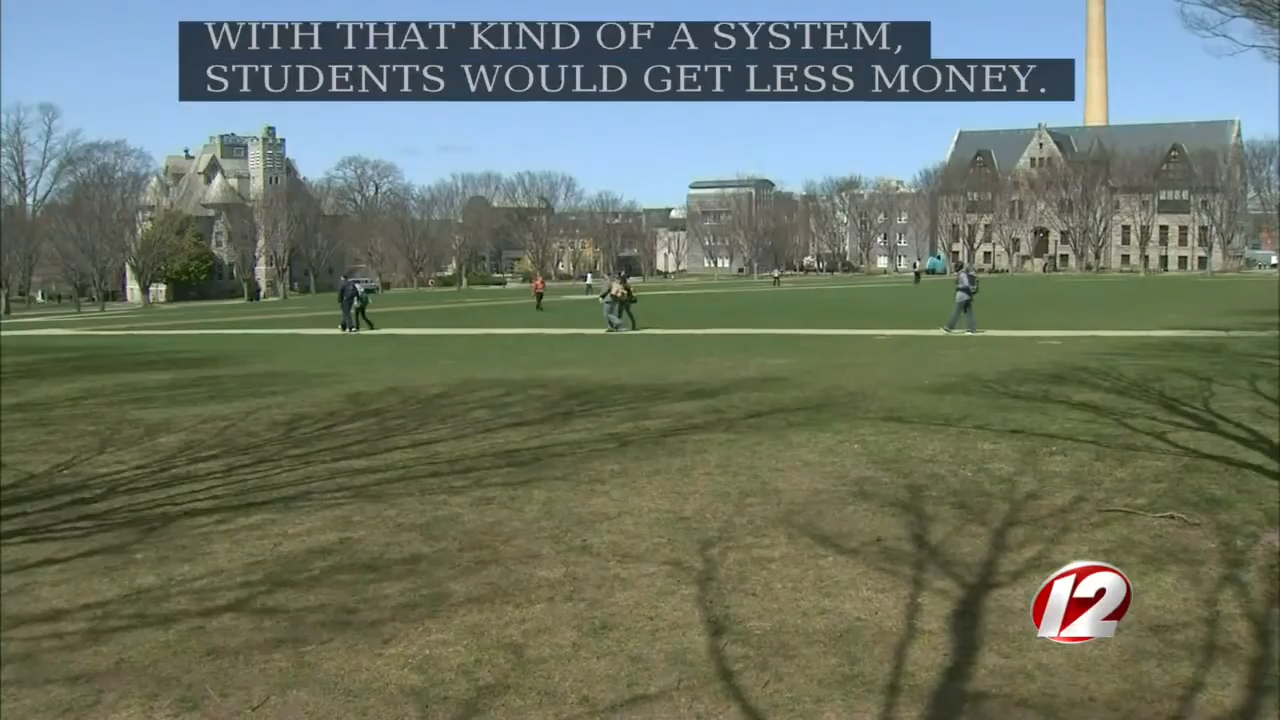 WITH THAT KIND OF A SYSTEM,
STUDENTS WOULD GET LESS MONEY.
12